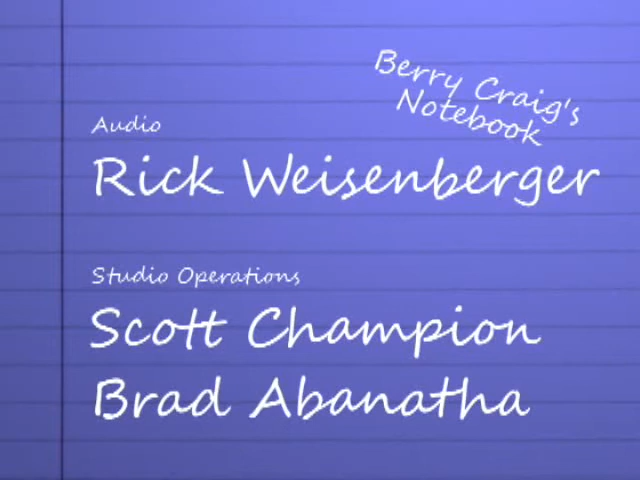 Berry Craig's
Notebook
Audio
Rick Weisenberger
Studio Operations
Scott Champion
Brad Abanatha